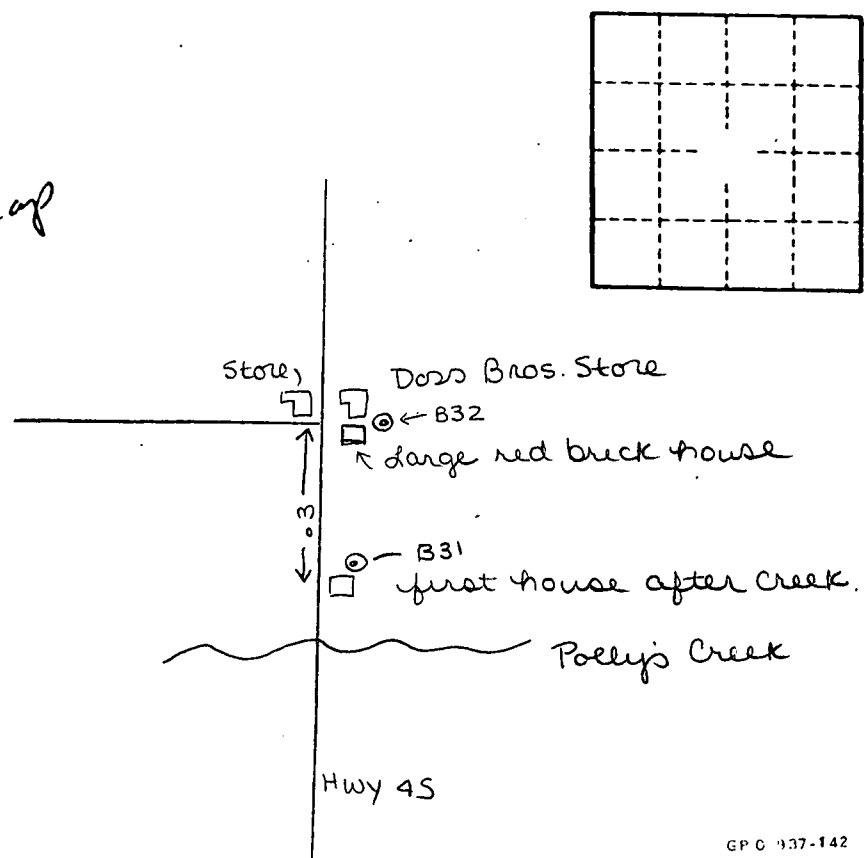 Store,
Doss Bros. Store
B32
Large red brick house
.3
B31
first house after creek.
Polly's Creek
Hwy 45
GPO 937-142